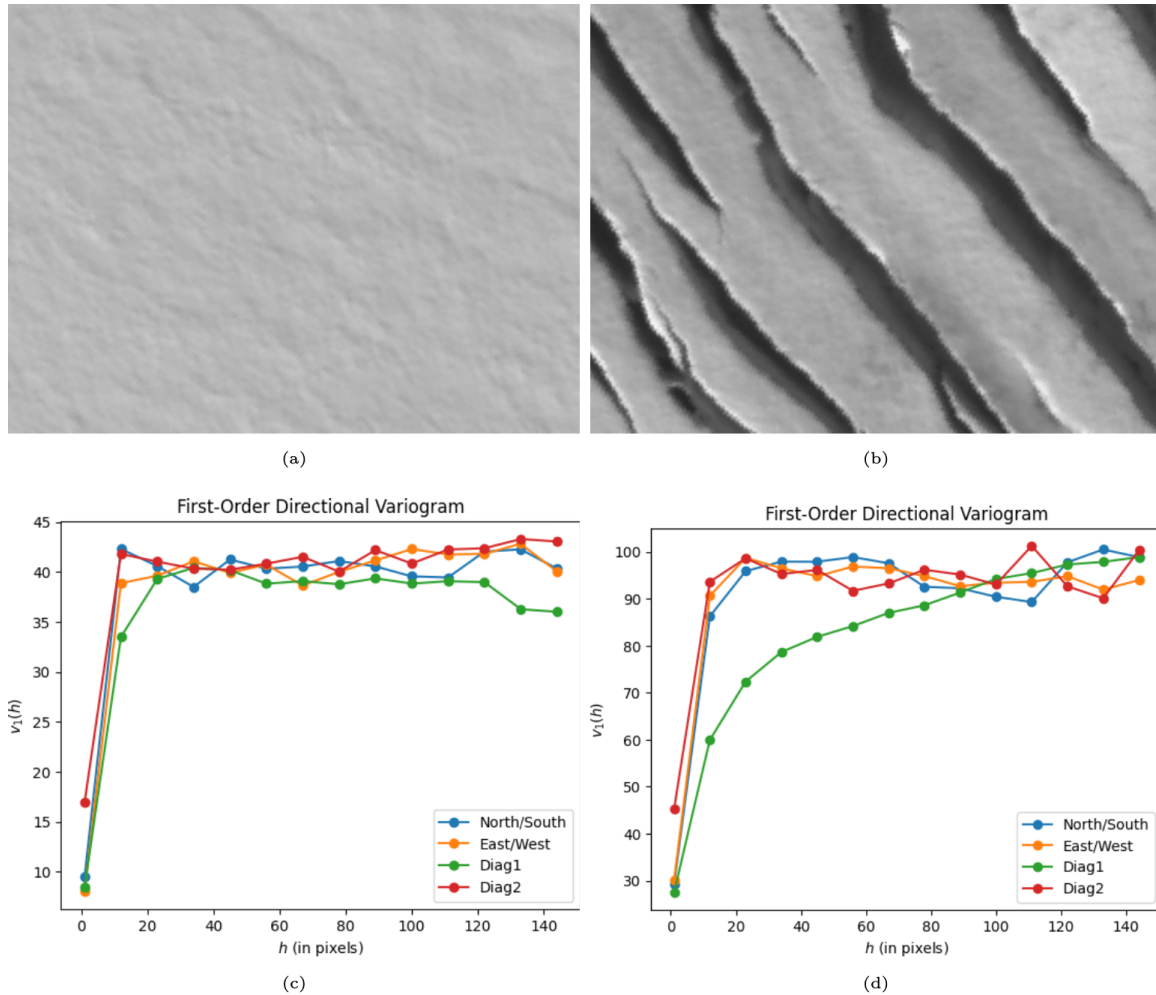 (a)
(b)
First-Order Directional Variogram
45
40
35
30
25
20
15
10
v₁(h)
0
20
40
60
80
100
120
140
h (in pixels)
North/South
East/West
Diag1
Diag2
(c)
First-Order Directional Variogram
100
90
80
70
60
50
40
30
v₁(h)
0
20
40
60
80
100
120
140
h (in pixels)
North/South
East/West
Diag1
Diag2
(d)